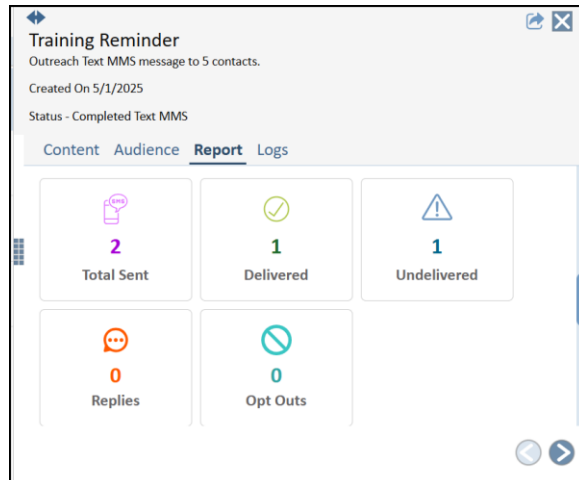 Training Reminder
Outreach Text MMS message to 5 contacts.
Created On 5/1/2025
Status - Completed Text MMS
Content Audience Report Logs
SMS
2
Total Sent
1
Delivered
1
Undelivered
0
Replies
0
Opt Outs